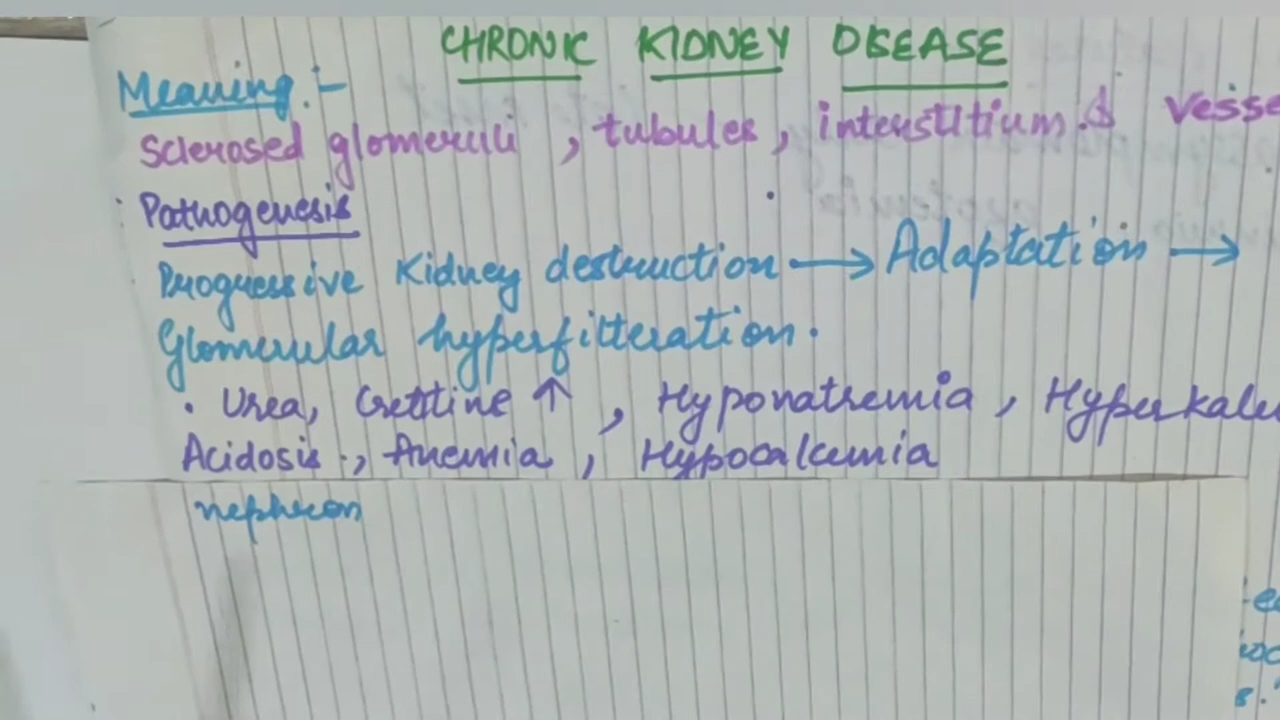 CHRONIC KIDNEY DISEASE
Meaning :-
Sclerosed glomeruli , tubules , interstitium. & Vesse
Pathogenesis
Progressive Kidney destruction → Adaptation →
Glomerular hyperfilteration.
. Urea, ↑ , Hyponatremia , Hyperkale
Acidosis ., Anemia , Hypocalcemia
nephron